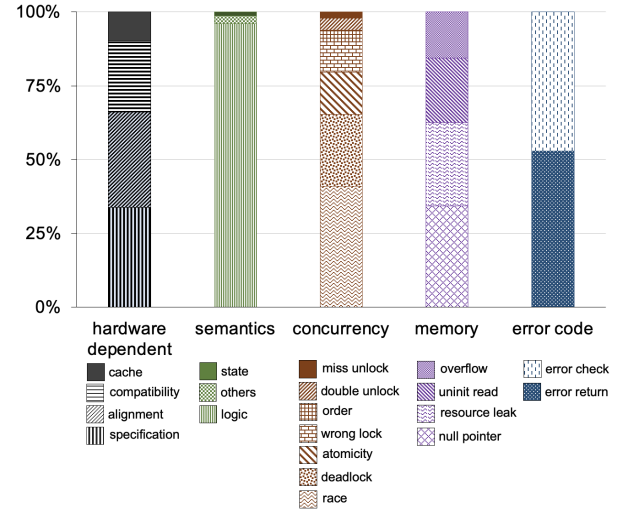 100%
75%
50%
25%
0%
hardware dependent
semantics
concurrency
memory
error code
cache
compatibility
alignment
specification
state
others
logic
miss unlock
double unlock
order
wrong lock
atomicity
deadlock
race
overflow
uninit read
resource leak
null pointer
error check
error return